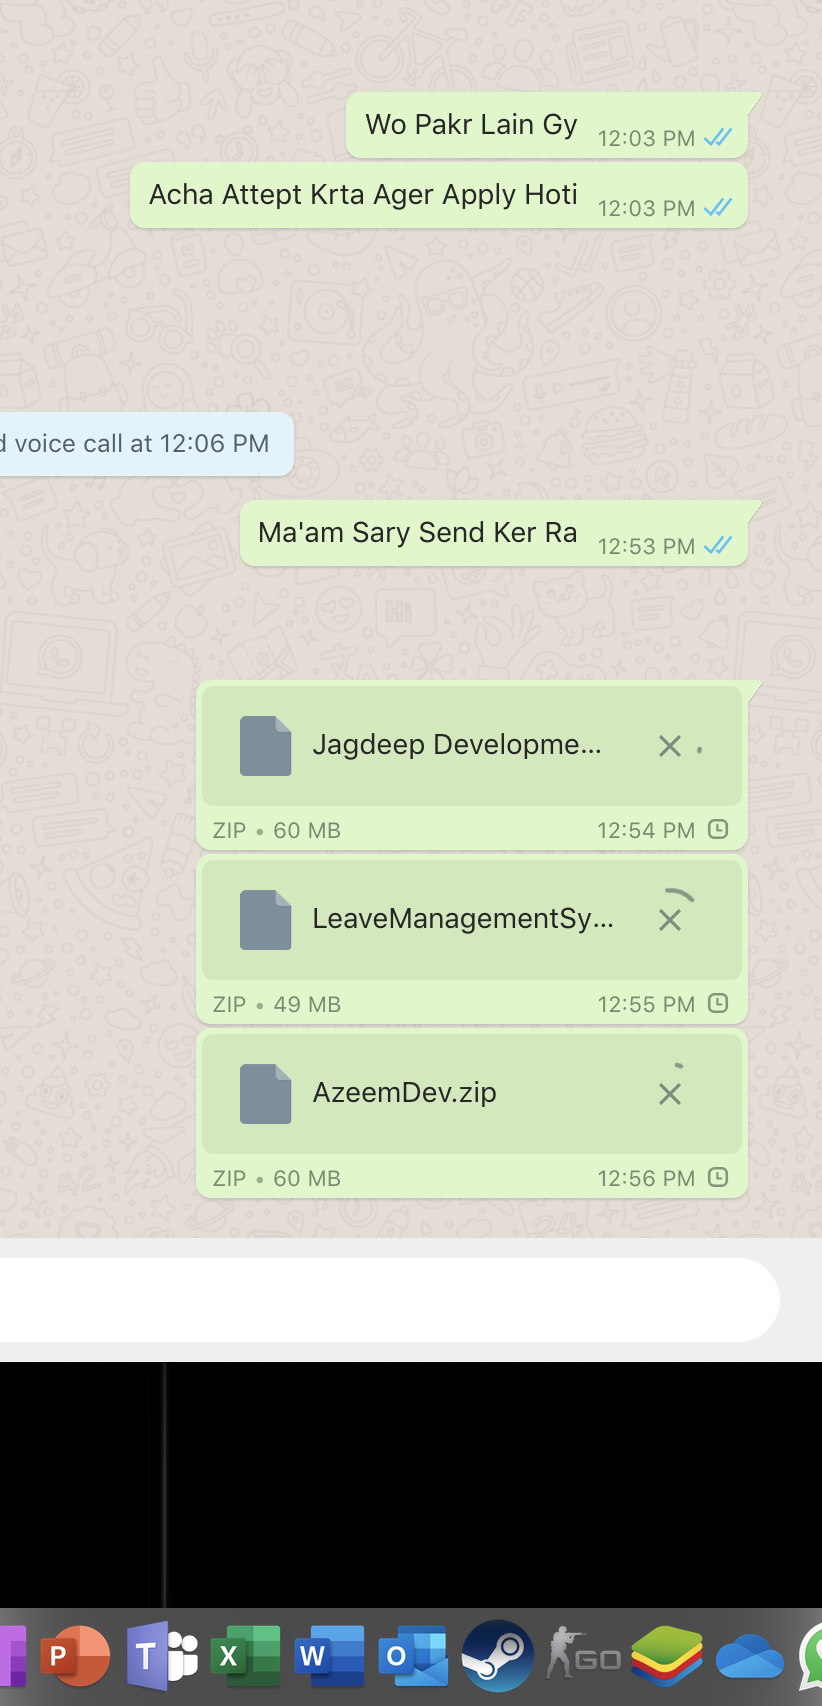 Wo Pakr Lain Gy 12:03 PM
Acha Attept Krta Ager Apply Hoti 12:03 PM
voice call at 12:06 PM
Ma'am Sary Send Ker Ra 12:53 PM
Hi
Jagdeep Developme...
ZIP • 60 MB 12:54 PM
LeaveManagementSy...
ZIP • 49 MB 12:55 PM
AzeemDev.zip
ZIP • 60 MB 12:56 PM
P T X W O GO